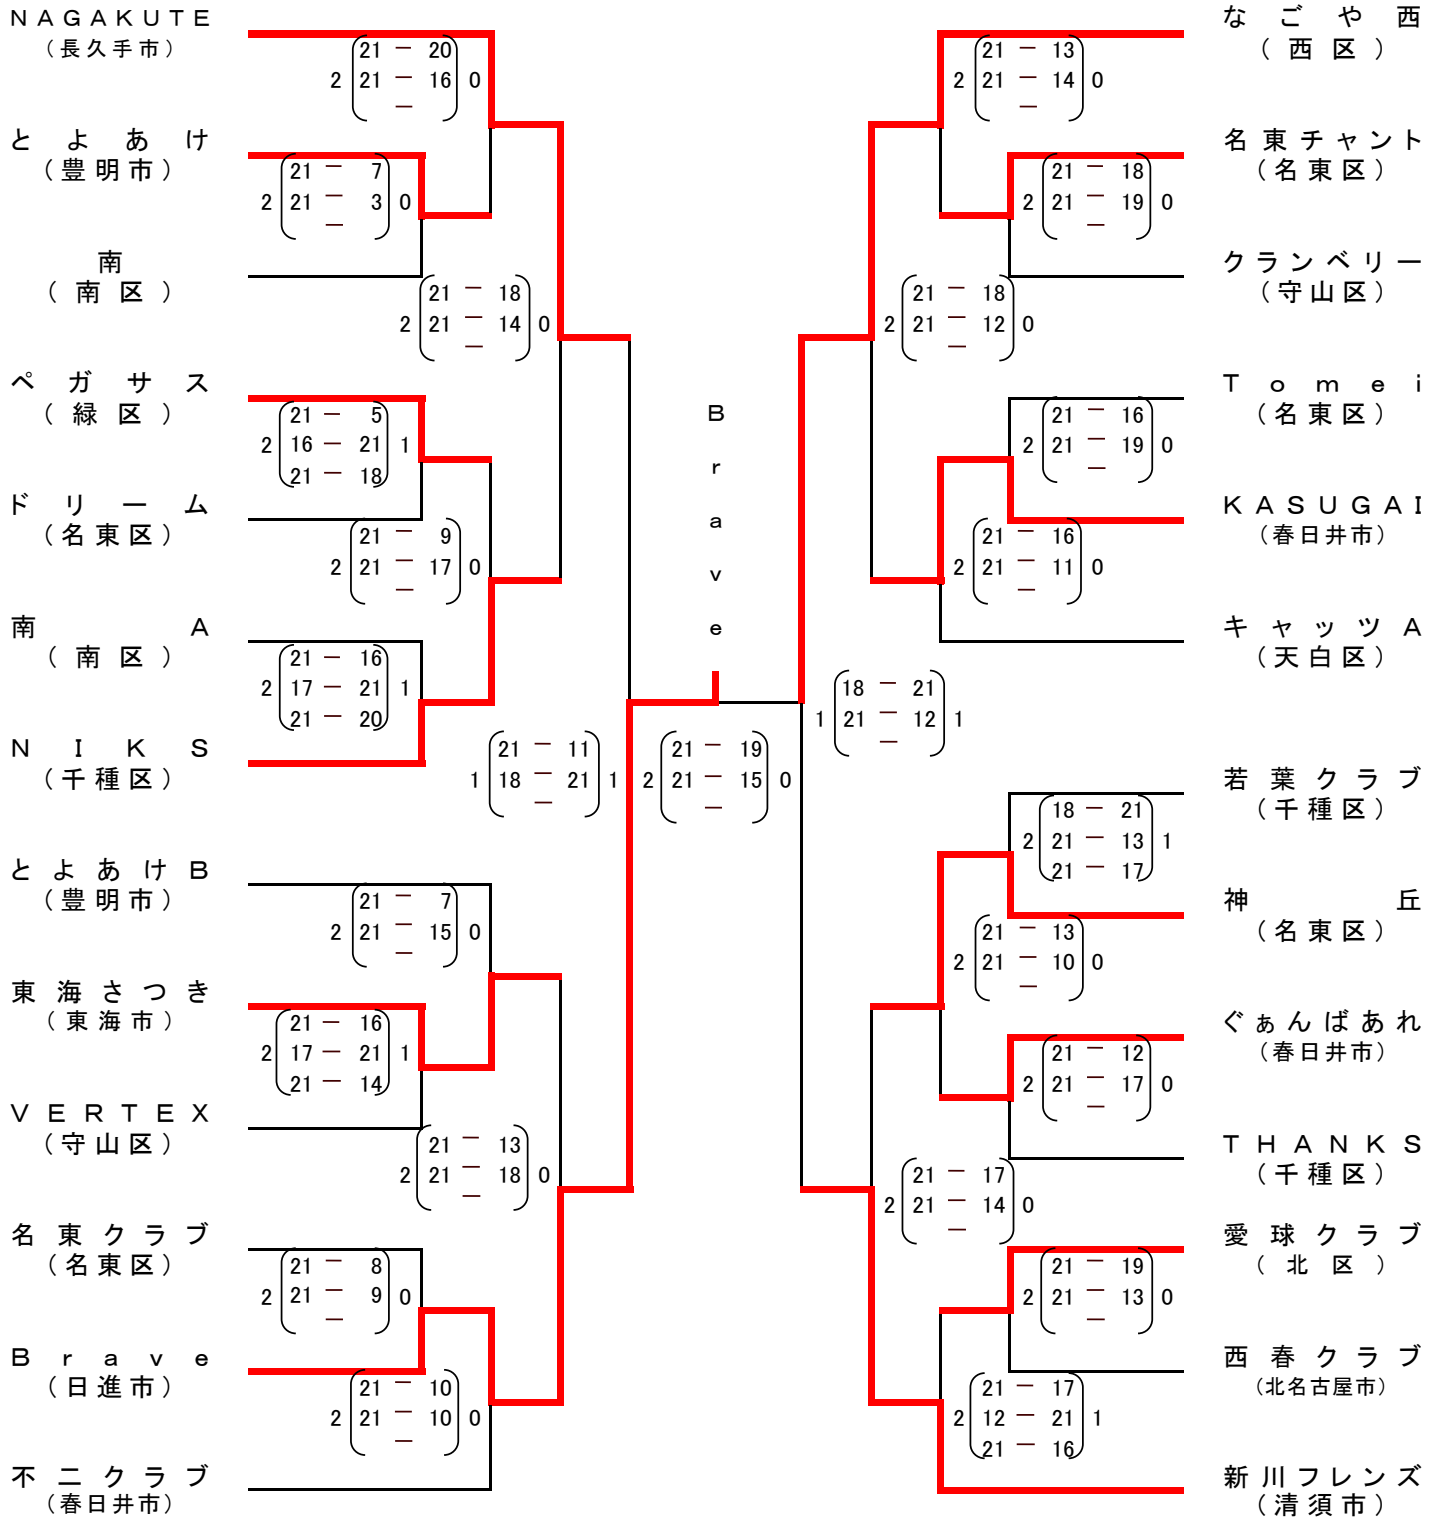 NAGAKUTE
(長久手市)
21 － 20
2 21 － 16 0
－
とよあけ
(豊明市)
21 － 7
2 21 － 3 0
－
南
(南区)
21 － 18
2 21 － 14 0
－
ペガサス
(緑区)
21 － 5
2 16 － 21 1
21 － 18
ドリーム
(名東区)
21 － 9
2 21 － 17 0
－
南A
(南区)
21 － 16
2 17 － 21 1
21 － 20
NIKS
(千種区)
21 － 11
1 18 － 21 1
－
とよあけB
(豊明市)
21 － 7
2 21 － 15 0
－
東海さつき
(東海市)
21 － 16
2 17 － 21 1
21 － 14
VERTEX
(守山区)
21 － 13
2 21 － 18 0
－
名東クラブ
(名東区)
21 － 8
2 21 － 9 0
－
Brave
(日進市)
21 － 10
2 21 － 10 0
－
不二クラブ
(春日井市)
Brave
21 － 19
2 21 － 15 0
－
なごや西
(西区)
21 － 13
2 21 － 14 0
－
名東チャント
(名東区)
21 － 18
2 21 － 19 0
－
クランベリー
(守山区)
21 － 18
2 21 － 12 0
－
Tomei
(名東区)
21 － 16
2 21 － 19 0
－
KASUGAI
(春日井市)
21 － 16
2 21 － 11 0
－
キャッツA
(天白区)
18 － 21
1 21 － 12 1
－
若葉クラブ
(千種区)
18 － 21
2 21 － 13 1
21 － 17
神丘
(名東区)
21 － 13
2 21 － 10 0
－
ぐぁんばあれ
(春日井市)
21 － 12
2 21 － 17 0
－
THANKS
(千種区)
21 － 17
2 21 － 14 0
－
愛球クラブ
(北区)
21 － 19
2 21 － 13 0
－
西春クラブ
(北名古屋市)
21 － 17
2 12 － 21 1
21 － 16
新川フレンズ
(清須市)